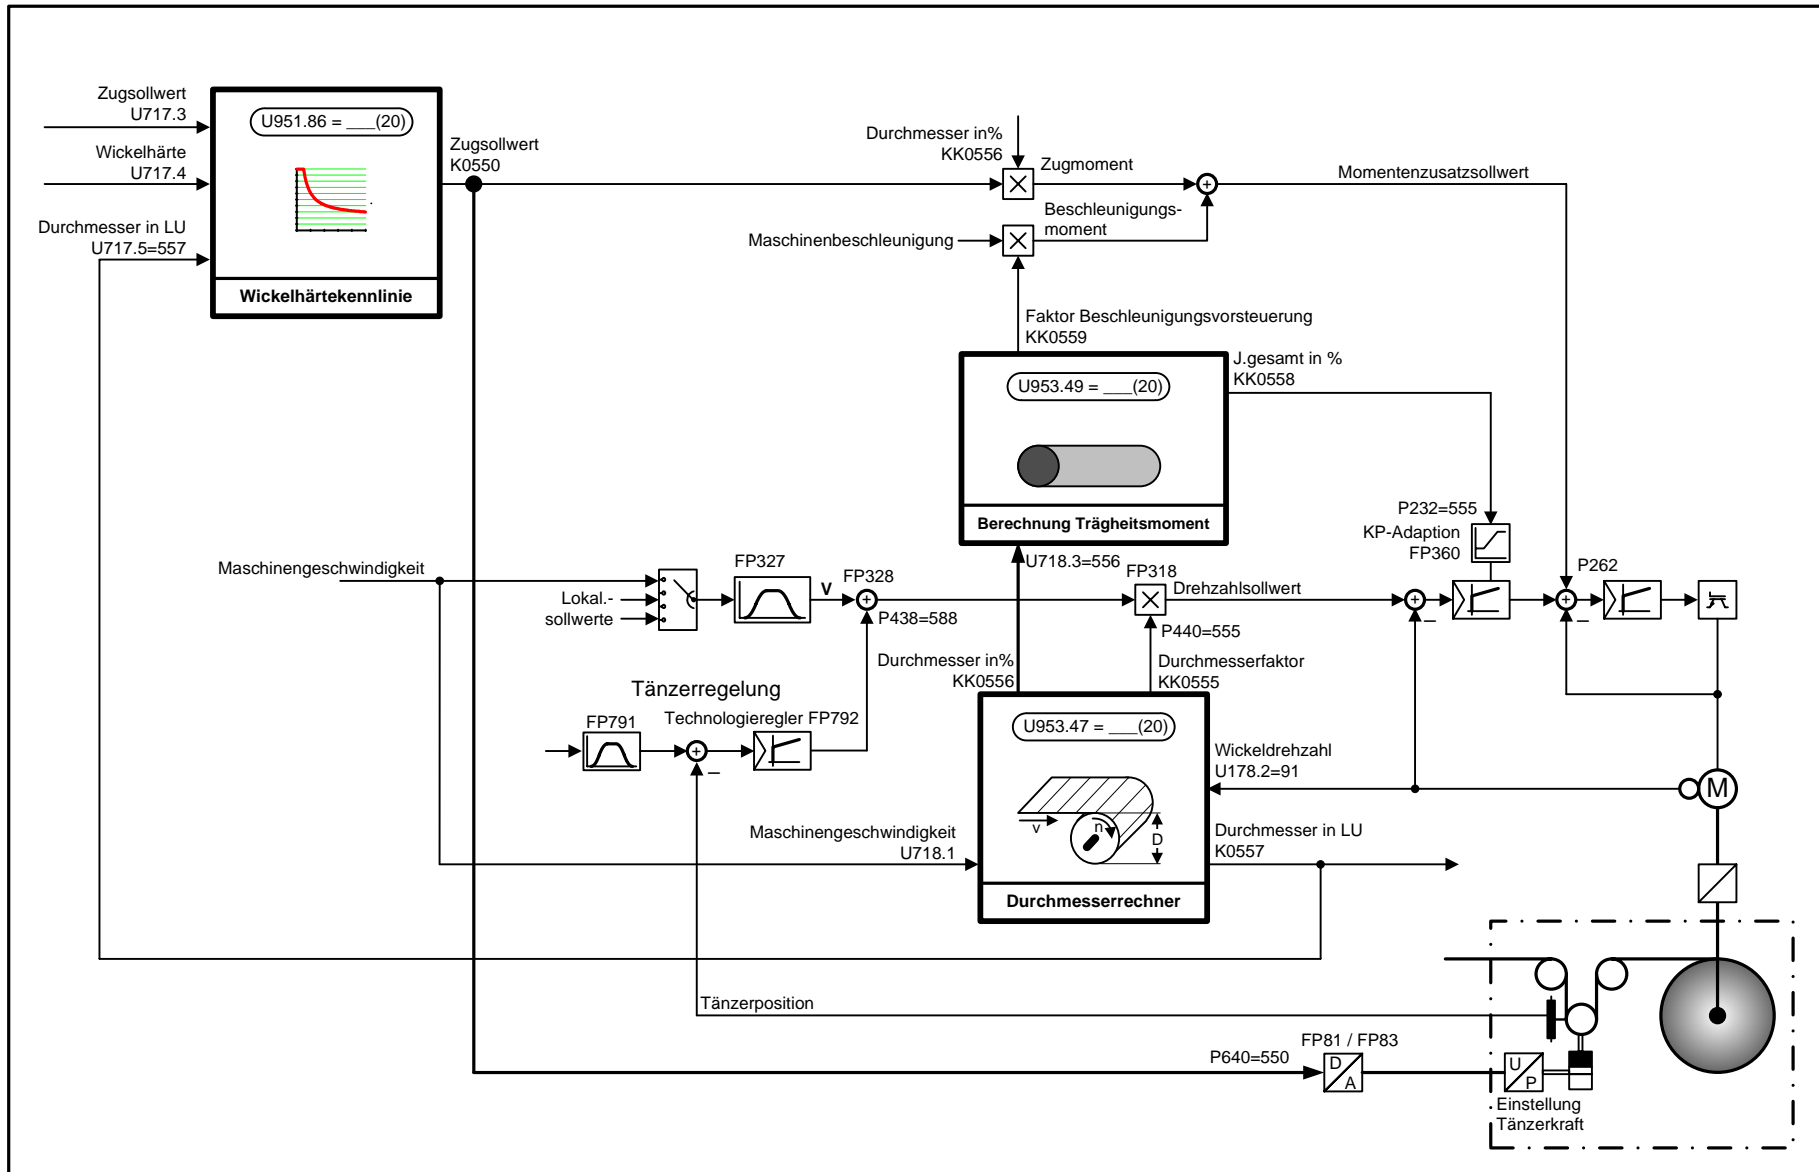 Zugsollwert
U717.3
Wickelhärte
U717.4
Durchmesser in LU
U717.5=557
U951.86 = ___(20)
Wickelhärtekennlinie
Zugsollwert
K0550
Durchmesser in%
KK0556
Zugmoment
Momentenzusatzsollwert
Beschleunigungs-
moment
Maschinenbeschleunigung
Faktor Beschleunigungsvorsteuerung
KK0559
J.gesamt in %
KK0558
U953.49 = ___(20)
Berechnung Trägheitsmoment
P232=555
KP-Adaption
FP360
P262
U718.3=556
FP318
Drehzahlsollwert
P440=555
Maschinengeschwindigkeit
Lokal.-
sollwerte
FP327
v
FP328
P438=588
Durchmesser in%
KK0556
Durchmesserfaktor
KK0555
Tänzerregelung
Technologieregler FP792
FP791
U953.47 = ___(20)
v
n
D
Durchmesserrechner
Wickeldrehzahl
U178.2=91
M
Maschinengeschwindigkeit
U718.1
Durchmesser in LU
K0557
Tänzerposition
P640=550
FP81 / FP83
D
A
U
P
Einstellung
Tänzerkraft